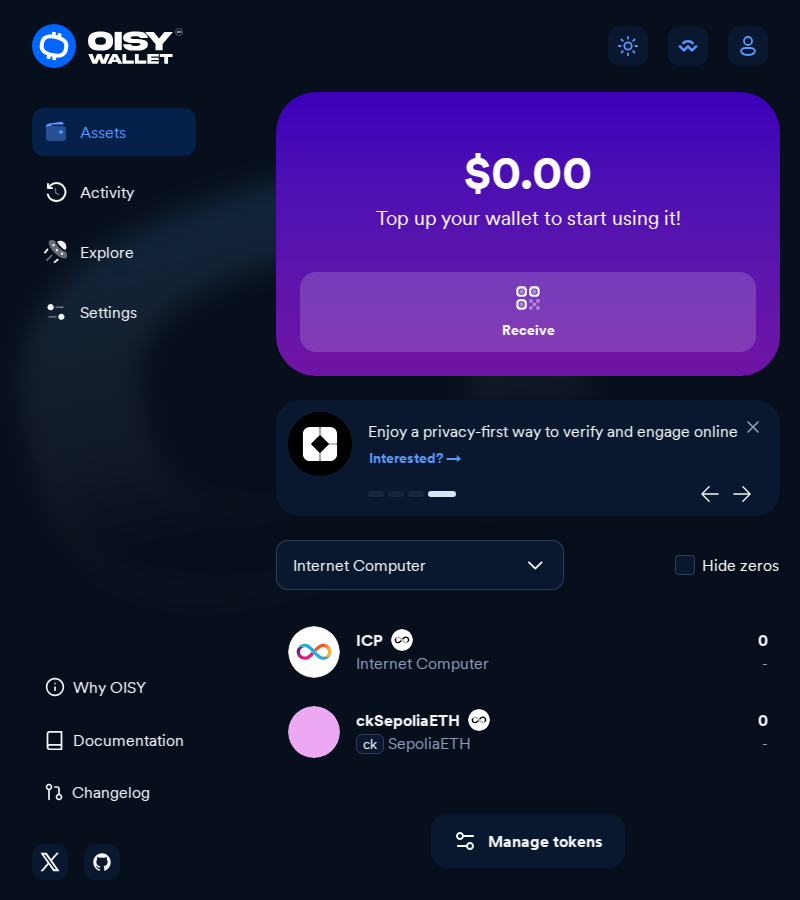 OISY
WALLET
Assets
Activity
Explore
Settings
$0.00
Top up your wallet to start using it!
Receive
Enjoy a privacy-first way to verify and engage online
Interested? →
Internet Computer
Hide zeros
ICP
0
Internet Computer
-
ckSepoliaETH
0
ck SepoliaETH
-
Manage tokens
Why OISY
Documentation
Changelog